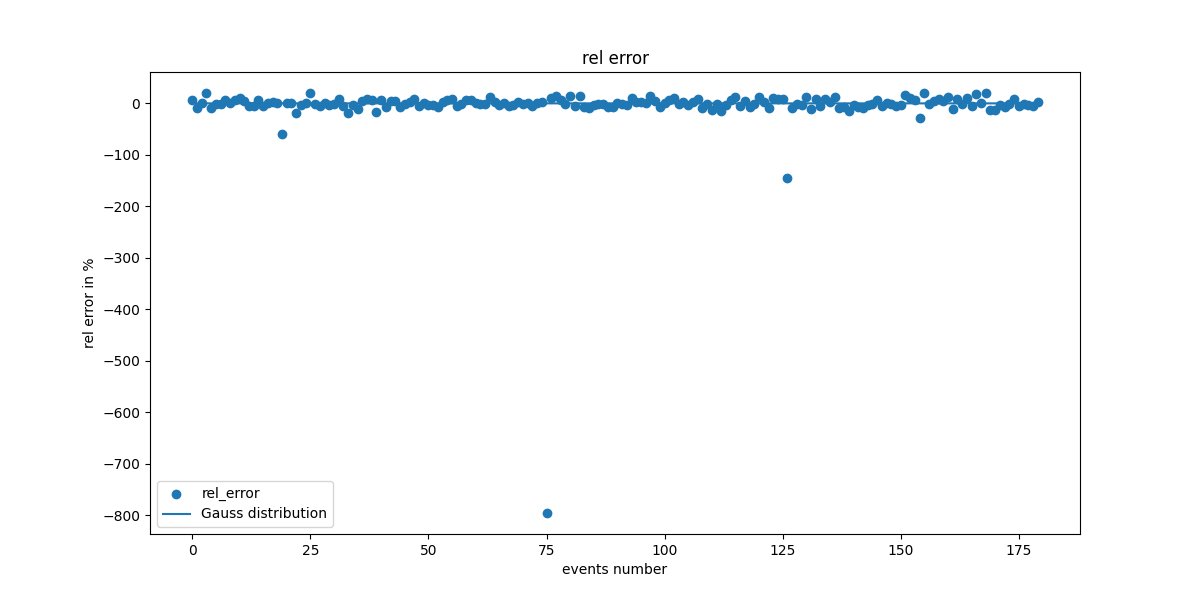 rel error
rel error in %
0
−100
−200
−300
−400
−500
−600
−700
−800
rel_error
Gauss distribution
0 25 50 75 100 125 150 175
events number